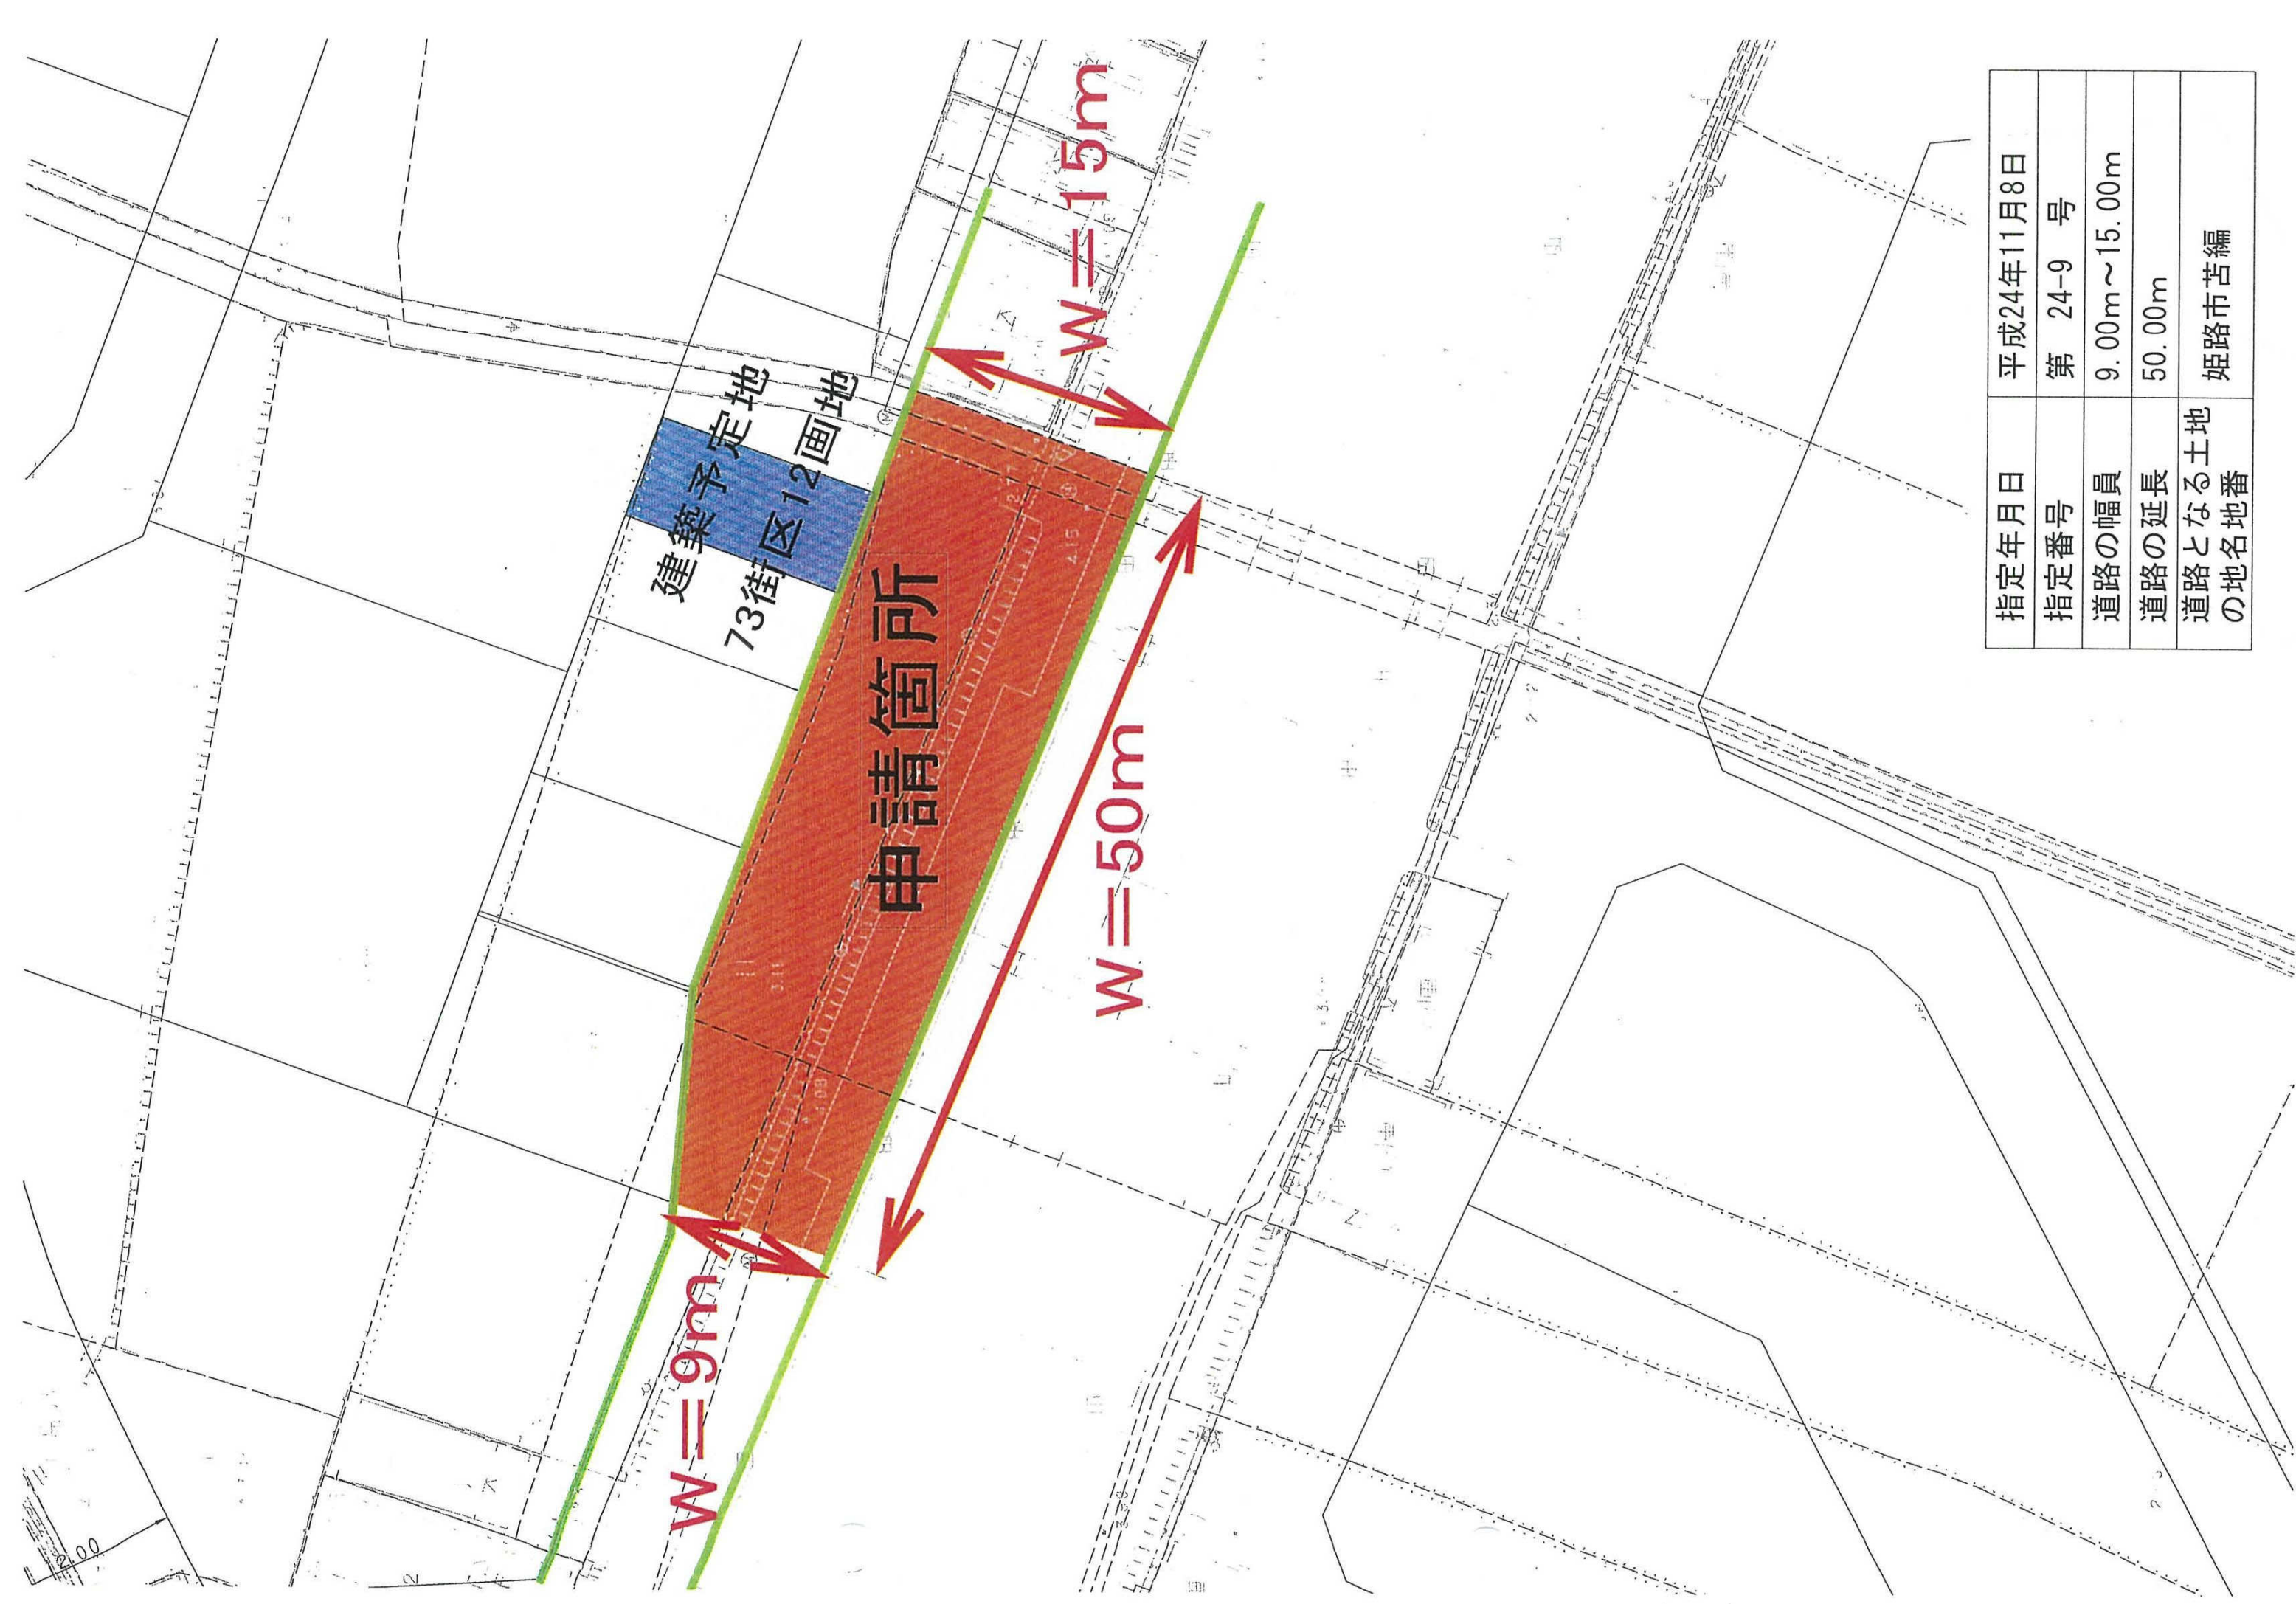 建築予定地
73街区12画地
申請箇所
W=15m
W=50m
W=9m
指定年月日 平成24年11月8日
指定番号 第 24-9 号
道路の幅員 9.00m～15.00m
道路の延長 50.00m
道路となる土地の地名地番 姫路市苫編
2.00
4.15